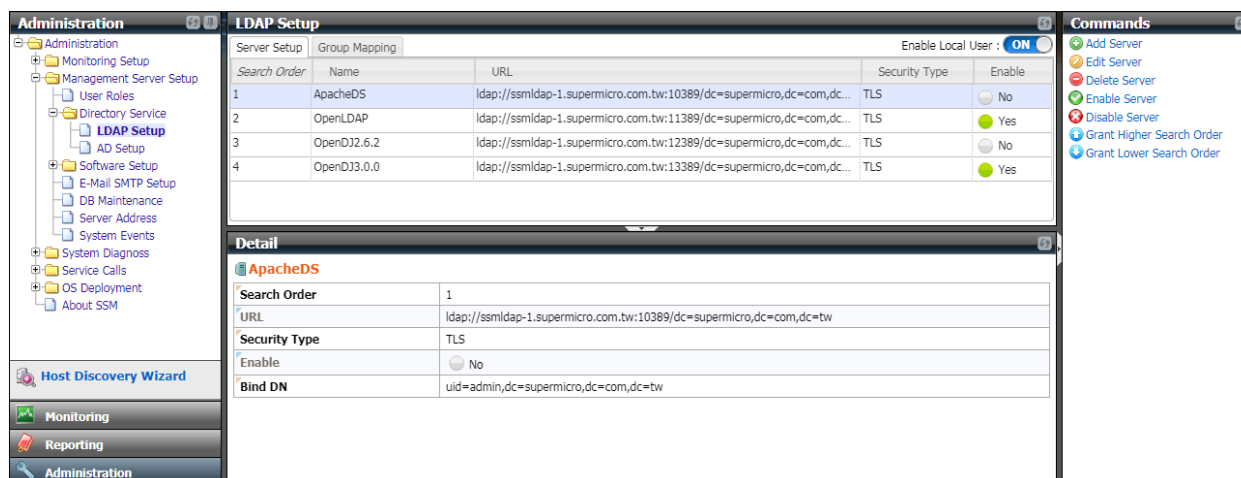 Administration
Administration
Monitoring Setup
Management Server Setup
User Roles
Directory Service
LDAP Setup
AD Setup
Software Setup
E-Mail SMTP Setup
DB Maintenance
Server Address
System Events
System Diagnoss
Service Calls
OS Deployment
About SSM
Host Discovery Wizard
Monitoring
Reporting
Administration
LDAP Setup
Server Setup Group Mapping Enable Local User : ON
Search Order Name URL Security Type Enable
1 ApacheDS ldap://ssmldap-1.supermicro.com.tw:10389/dc=supermicro,dc=com,dc... TLS No
2 OpenLDAP ldap://ssmldap-1.supermicro.com.tw:11389/dc=supermicro,dc=com,dc... TLS Yes
3 OpenDJ2.6.2 ldap://ssmldap-1.supermicro.com.tw:12389/dc=supermicro,dc=com,dc... TLS No
4 OpenDJ3.0.0 ldap://ssmldap-1.supermicro.com.tw:13389/dc=supermicro,dc=com,dc... TLS Yes
Detail
ApacheDS
Search Order 1
URL ldap://ssmldap-1.supermicro.com.tw:10389/dc=supermicro,dc=com,dc=tw
Security Type TLS
Enable No
Bind DN uid=admin,dc=supermicro,dc=com,dc=tw
Commands
Add Server
Edit Server
Delete Server
Enable Server
Disable Server
Grant Higher Search Order
Grant Lower Search Order